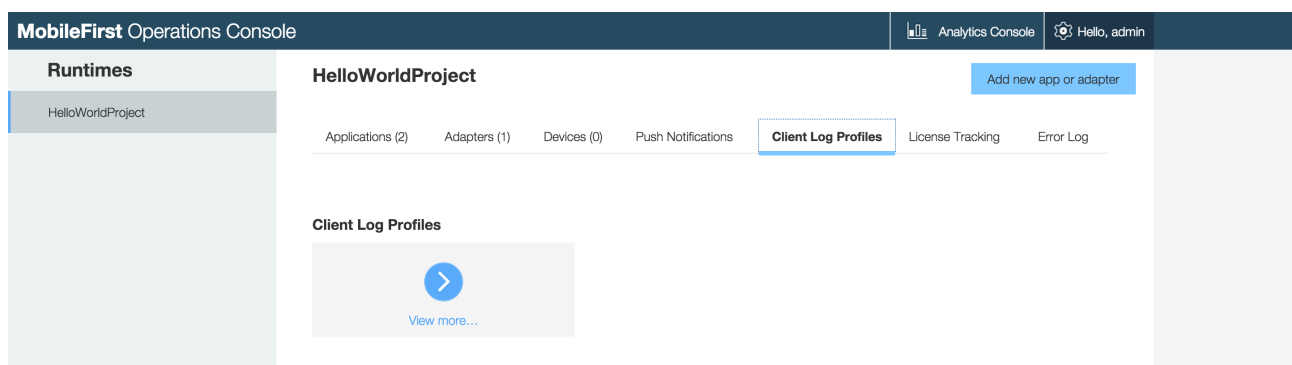 MobileFirst Operations Console
Analytics Console
Hello, admin
Runtimes
HelloWorldProject
HelloWorldProject
Add new app or adapter
Applications (2) Adapters (1) Devices (0) Push Notifications Client Log Profiles License Tracking Error Log
Client Log Profiles
View more...